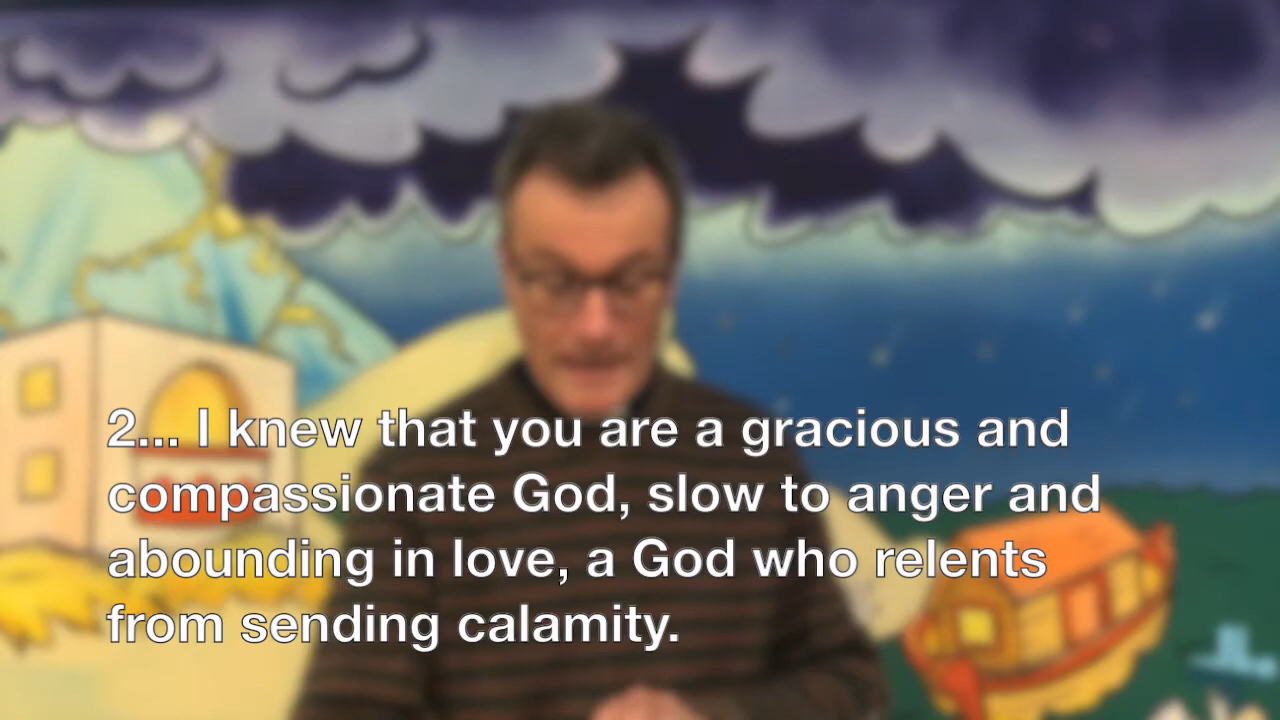 2... I knew that you are a gracious and
compassionate God, slow to anger and
abounding in love, a God who relents
from sending calamity.